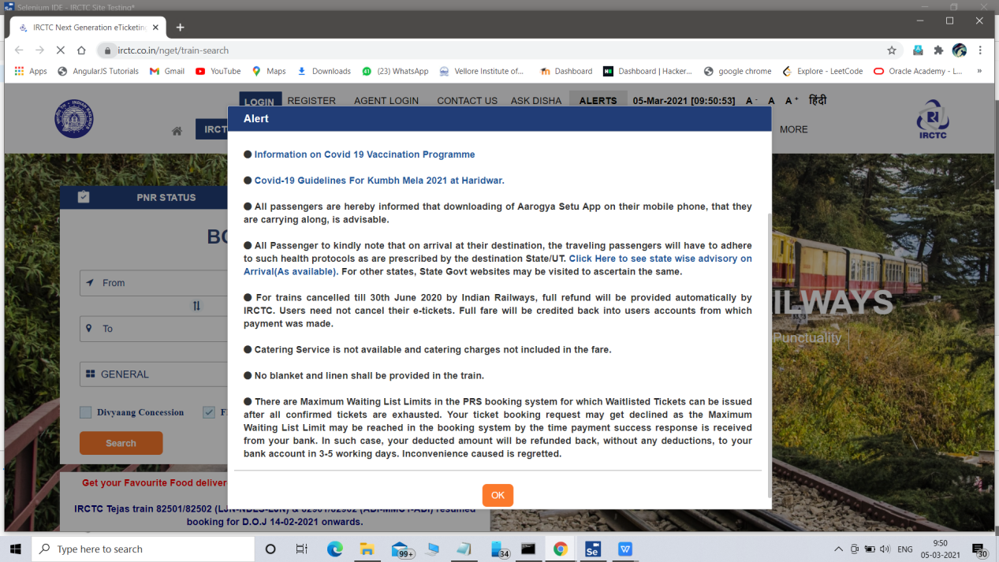 Selenium IDE - IRCTC Site Testing*
IRCTC Next Generation eTicketing
irctc.co.in/nget/train-search
Apps
AngularJS Tutorials
Gmail
YouTube
Maps
Downloads
(23) WhatsApp
Vellore Institute of...
Dashboard
Dashboard | Hacker...
google chrome
Explore - LeetCode
Oracle Academy - L...
»
LOGIN
REGISTER
AGENT LOGIN
CONTACT US
ASK DISHA
ALERTS
05-Mar-2021 [09:50:53]
A -
A
A +
हिंदी
INDIAN RAILWAYS
IRCT
MORE
IRCTC
Alert
● Information on Covid 19 Vaccination Programme
● Covid-19 Guidelines For Kumbh Mela 2021 at Haridwar.
● All passengers are hereby informed that downloading of Aarogya Setu App on their mobile phone, that they
are carrying along, is advisable.
● All Passenger to kindly note that on arrival at their destination, the traveling passengers will have to adhere
to such health protocols as are prescribed by the destination State/UT. Click Here to see state wise advisory on
Arrival(As available). For other states, State Govt websites may be visited to ascertain the same.
● For trains cancelled till 30th June 2020 by Indian Railways, full refund will be provided automatically by
IRCTC. Users need not cancel their e-tickets. Full fare will be credited back into users accounts from which
payment was made.
● Catering Service is not available and catering charges not included in the fare.
● No blanket and linen shall be provided in the train.
● There are Maximum Waiting List Limits in the PRS booking system for which Waitlisted Tickets can be issued
after all confirmed tickets are exhausted. Your ticket booking request may get declined as the Maximum
Waiting List Limit may be reached in the booking system by the time payment success response is received
from your bank. In such case, your deducted amount will be refunded back, without any deductions, to your
bank account in 3-5 working days. Inconvenience caused is regretted.
OK
PNR STATUS
BO
From
To
GENERAL
Divyaang Concession
Fl
Search
ILWAYS
Punctuality
Get your Favourite Food deliver
IRCTC Tejas train 82501/82502 (LJN-NDLS-LJN) & 82901/82902 (ADI-MMCT-ADI) resumed
booking for D.O.J 14-02-2021 onwards.
Type here to search
99+
34
Se
W
ENG
9:50
05-03-2021
30